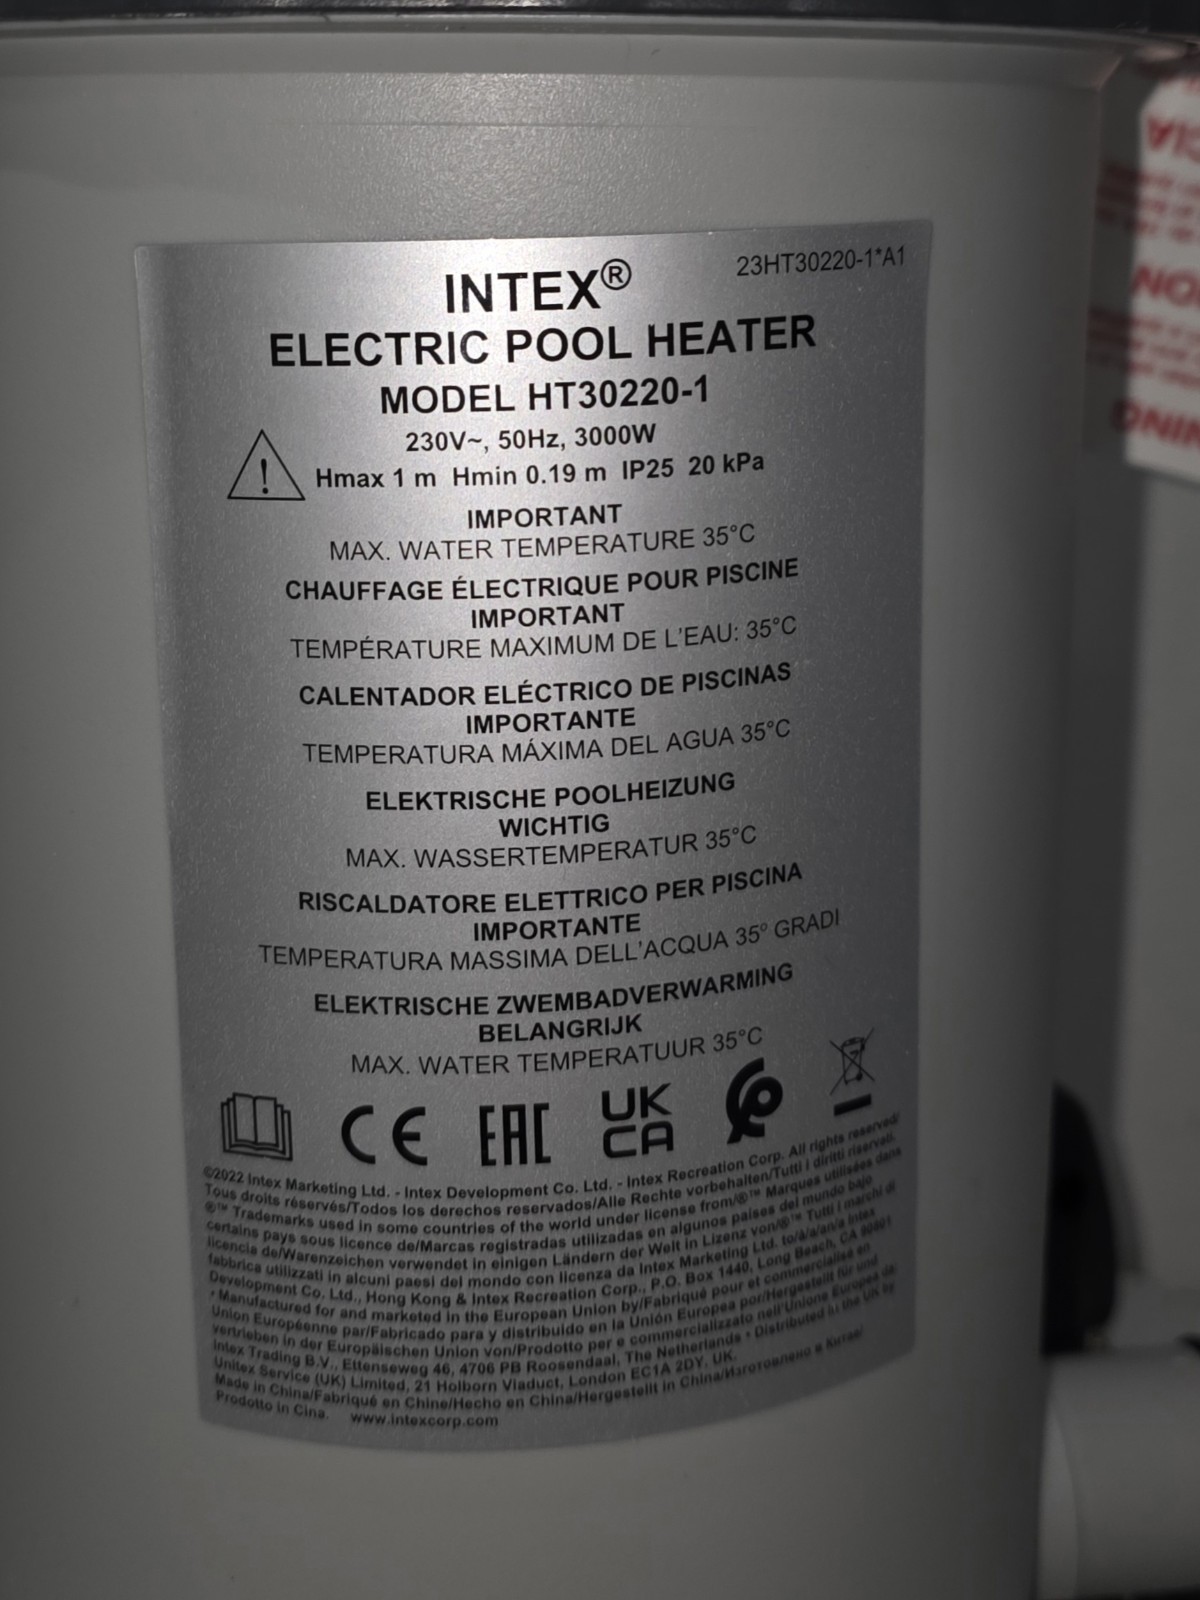 INTEX®
23HT30220-1*A1
ELECTRIC POOL HEATER
MODEL HT30220-1
230V~, 50Hz, 3000W
Hmax 1 m Hmin 0.19 m IP25 20 kPa
IMPORTANT
MAX. WATER TEMPERATURE 35°C
CHAUFFAGE ÉLECTRIQUE POUR PISCINE
IMPORTANT
TEMPÉRATURE MAXIMUM DE L'EAU: 35°C
CALENTADOR ELÉCTRICO DE PISCINAS
IMPORTANTE
TEMPERATURA MÁXIMA DEL AGUA 35°C
ELEKTRISCHE POOLHEIZUNG
WICHTIG
MAX. WASSERTEMPERATUR 35°C
RISCALDATORE ELETTRICO PER PISCINA
IMPORTANTE
TEMPERATURA MASSIMA DELL'ACQUA 35º GRADI
ELEKTRISCHE ZWEMBADVERWARMING
BELANGRIJK
MAX. WATER TEMPERATUUR 35°C
CE EAC UK CA
©2022 Intex Marketing Ltd. - Intex Development Co. Ltd. - Intex Recreation Corp. All rights reserved/
Tous droits réservés/Todos los derechos reservados/Alle Rechte vorbehalten/Tutti i diritti riservati.
®™ Trademarks used in some countries of the world under license from/®™ Marques utilisées dans
certains pays sous licence de/Marcas registradas utilizadas en algunos países del mundo bajo
licencia de/Warenzeichen verwendet in einigen Ländern der Welt in Lizenz von/®™ Tutti i marchi di
fabbrica utilizzati in alcuni paesi del mondo con licenza da Intex Marketing Ltd. to/à/a/an/a Intex
Development Co. Ltd., Hong Kong & Intex Recreation Corp., P.O. Box 1440, Long Beach, CA 90801
• Manufactured for and marketed in the European Union by/Fabriqué pour et commercialisé en
Union Européenne par/Fabricado para y distribuido en la Unión Europea por/Hergestellt für und
vertrieben in der Europäischen Union von/Prodotto per e commercializzato nell'Unione Europea da:
Intex Trading B.V., Ettenseweg 46, 4706 PB Roosendaal, The Netherlands • Distributed in the UK by
Unitex Service (UK) Limited, 21 Holborn Viaduct, London EC1A 2DY, UK.
Made in China/Fabriqué en Chine/Hecho en China/Hergestellt in China/Изготовлено в Китае/
Prodotto in Cina. www.intexcorp.com